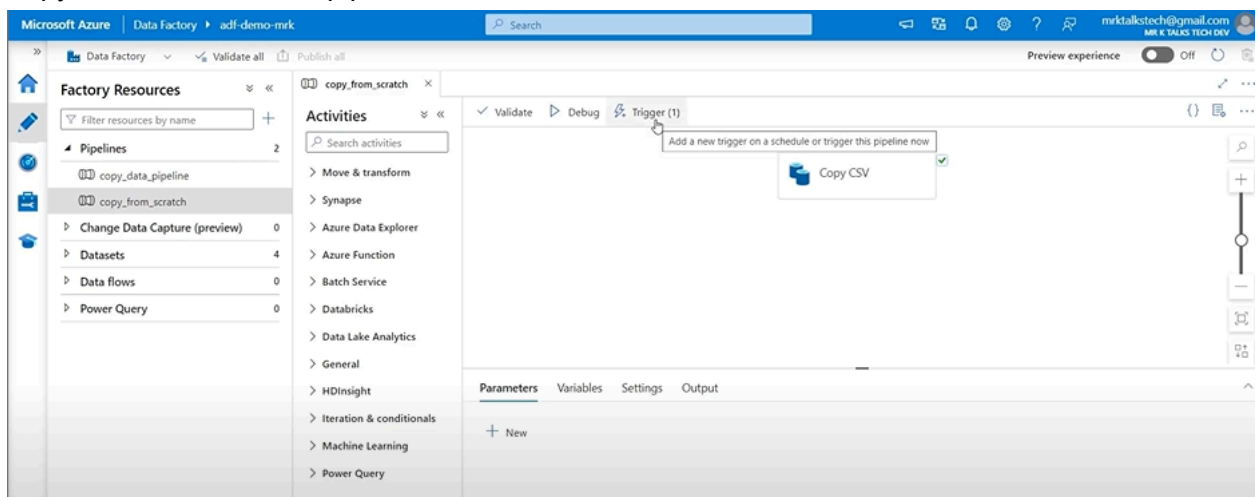 Microsoft Azure
Data Factory
adf-demo-mrk
Search
mrktalkstech@gmail.com
MR K TALKS TECH DEV
Data Factory
Validate all
Publish all
Preview experience
Off
Factory Resources
Filter resources by name
Pipelines 2
copy_data_pipeline
copy_from_scratch
Change Data Capture (preview) 0
Datasets 4
Data flows 0
Power Query 0
copy_from_scratch
Activities
Search activities
Move & transform
Synapse
Azure Data Explorer
Azure Function
Batch Service
Databricks
Data Lake Analytics
General
HDInsight
Iteration & conditionals
Machine Learning
Power Query
Validate
Debug
Trigger (1)
Add a new trigger on a schedule or trigger this pipeline now
Copy CSV
Parameters Variables Settings Output
New